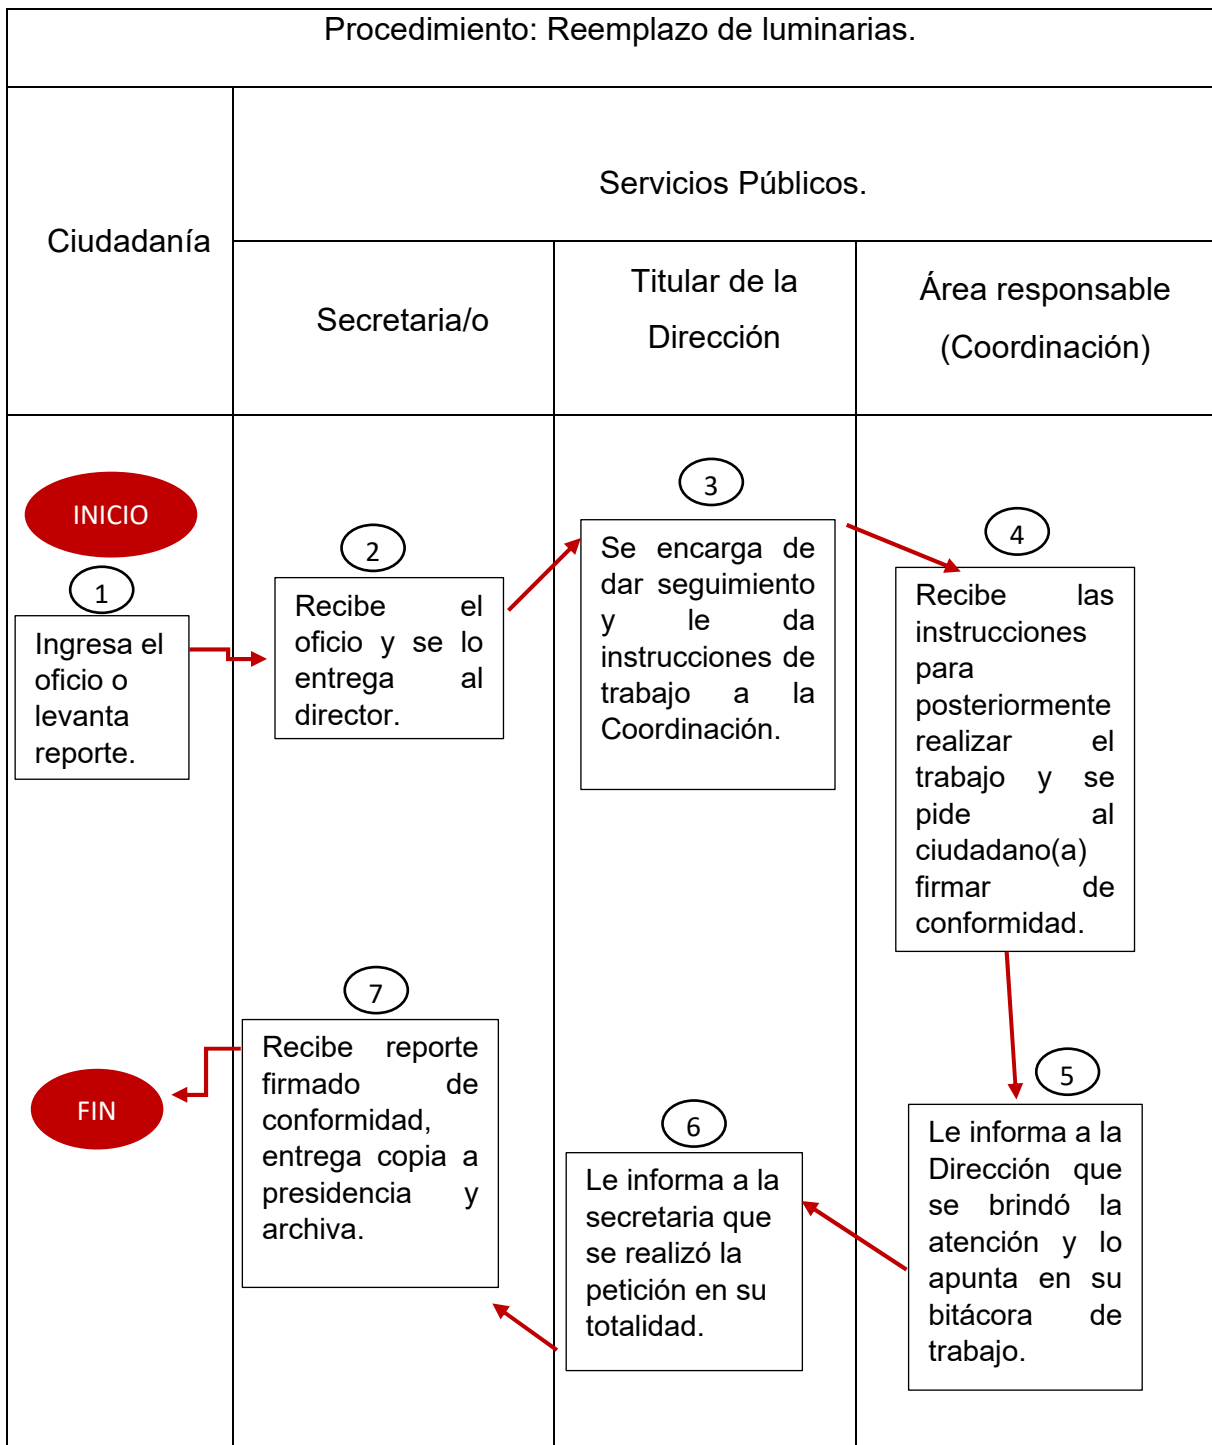 Procedimiento: Reemplazo de luminarias.
Ciudadanía
Servicios Públicos.
Secretaria/o
Titular de la
Dirección
Área responsable
(Coordinación)
INICIO
1
Ingresa el
oficio o
levanta
reporte.
2
Recibe el
oficio y se lo
entrega al
director.
3
Se encarga de
dar seguimiento
y le da
instrucciones de
trabajo a la
Coordinación.
4
Recibe las
instrucciones
para
posteriormente
realizar el
trabajo y se
pide al
ciudadano(a)
firmar de
conformidad.
5
Le informa a la
Dirección que
se brindó la
atención y lo
apunta en su
bitácora de
trabajo.
6
Le informa a la
secretaria que
se realizó la
petición en su
totalidad.
7
Recibe reporte
firmado de
conformidad,
entrega copia a
presidencia y
archiva.
FIN